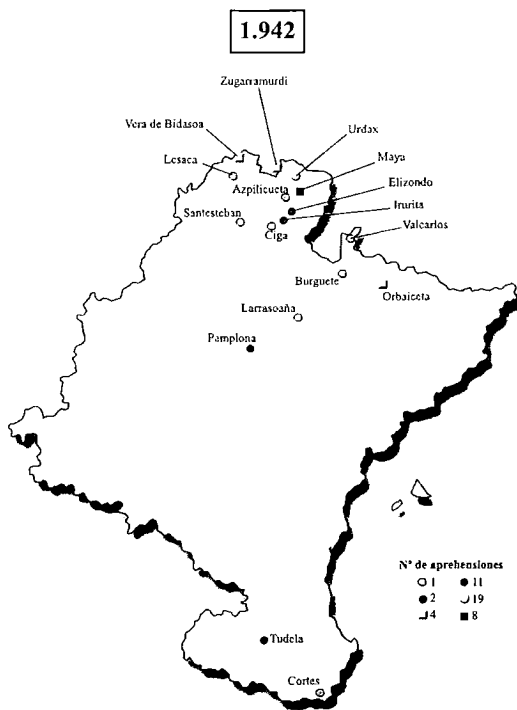 1.942
Zugarramurdi
Vera de Bidasoa
Urdax
Lesaca
Maya
Azpilicueta
Elizondo
Irurita
Santesteban
Ciga
Valcarlos
Burguete
Orbaiceta
Larrasoaña
Pamplona
Nº de aprehensiones
1 11
2 19
4 8
Tudela
Cortes